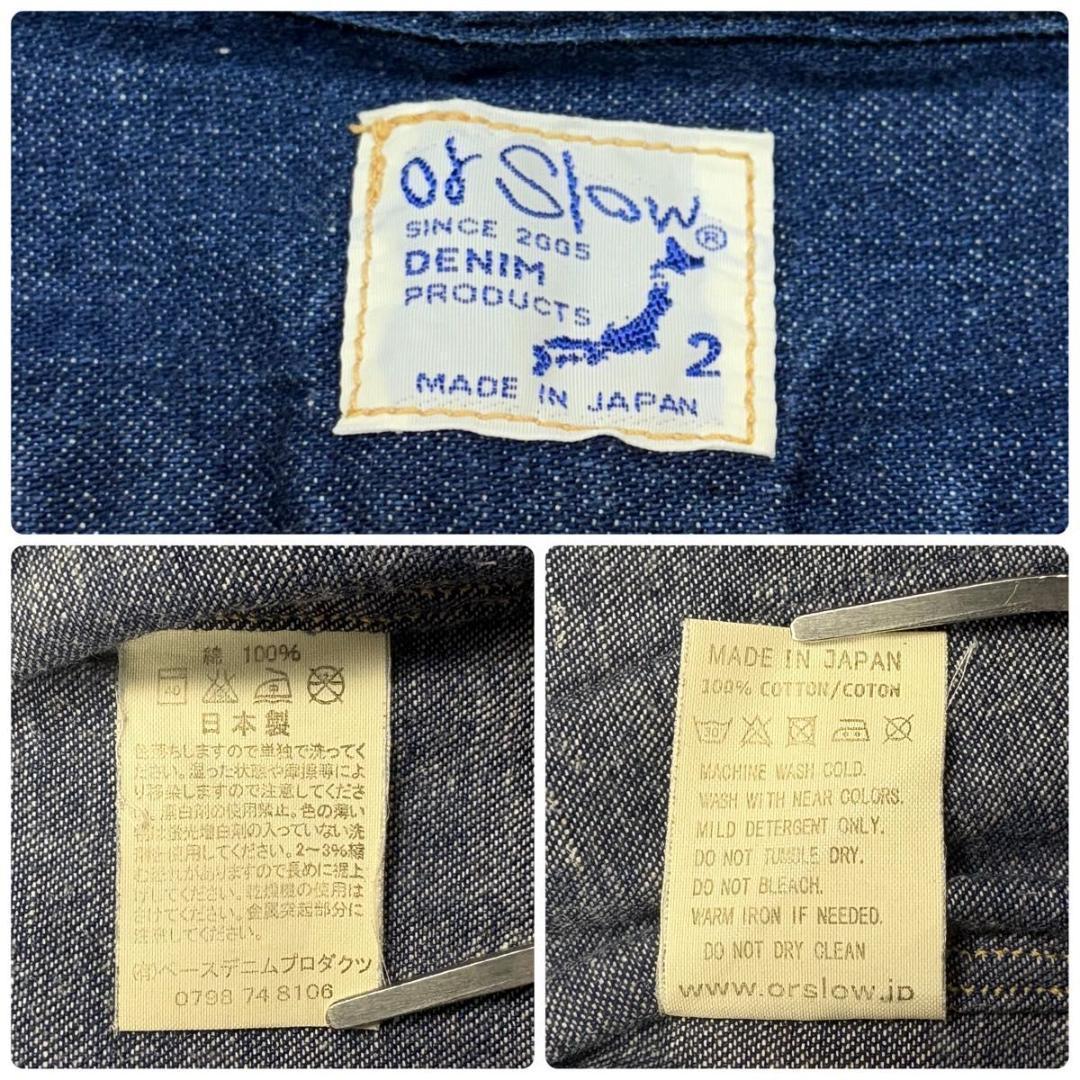 or Slow®
SINCE 2005
DENIM
PRODUCTS
2
MADE IN JAPAN
綿 100%
40
日本製
色落ちしますので単独で洗ってく
ださい。湿った状態や摩擦等によ
り移染しますので注意してくださ
い。漂白剤の使用禁止。色の薄い
物は蛍光増白剤の入っていない洗
剤を使用してください。2～3%縮
む恐れがありますので長めに裾上
げしてください。乾燥機の使用は
さけてください。金属突起部分に
注意してください。
(有)ベースデニムプロダクツ
0798 74 8106
MADE IN JAPAN
100% COTTON/COTON
30
MACHINE WASH COLD.
WASH WITH NEAR COLORS.
MILD DETERGENT ONLY.
DO NOT TUMBLE DRY.
DO NOT BLEACH.
WARM IRON IF NEEDED.
DO NOT DRY CLEAN
www.orslow.jp